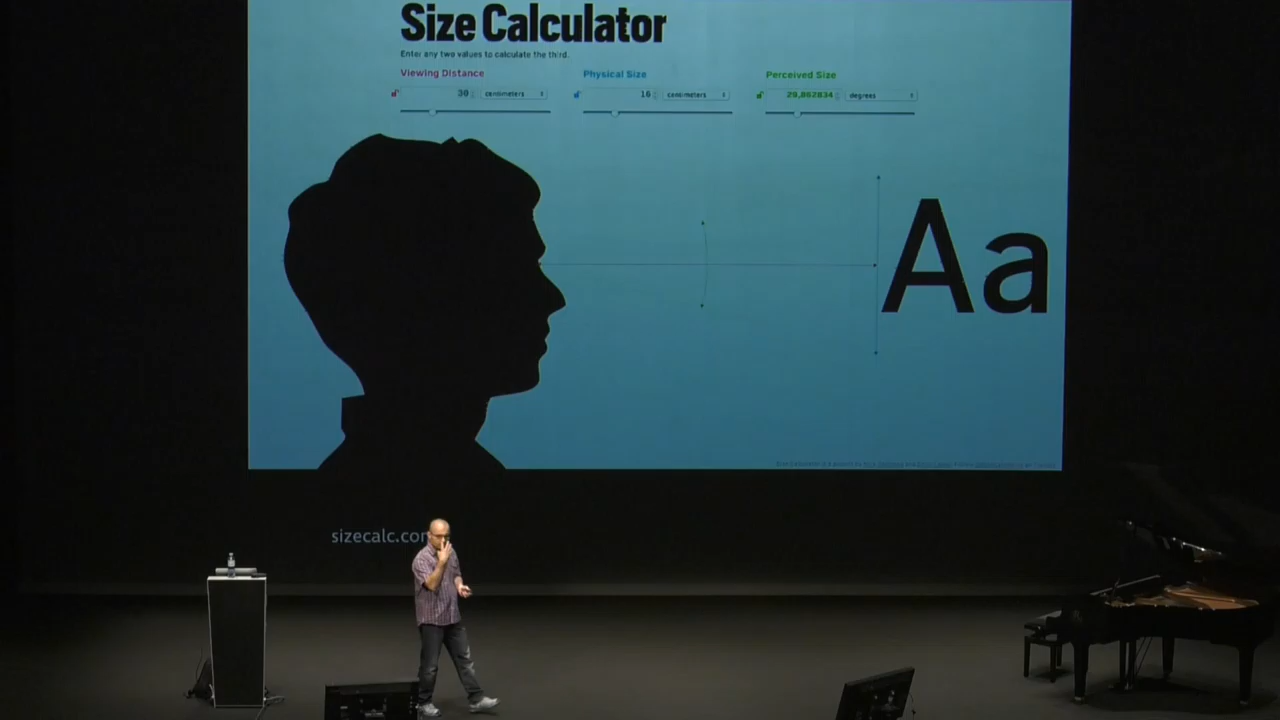 Size Calculator
Enter any two values to calculate the third.
Viewing Distance Physical Size Perceived Size
30 centimeters 16 centimeters 29,862834 degrees
Aa
sizecalc.com